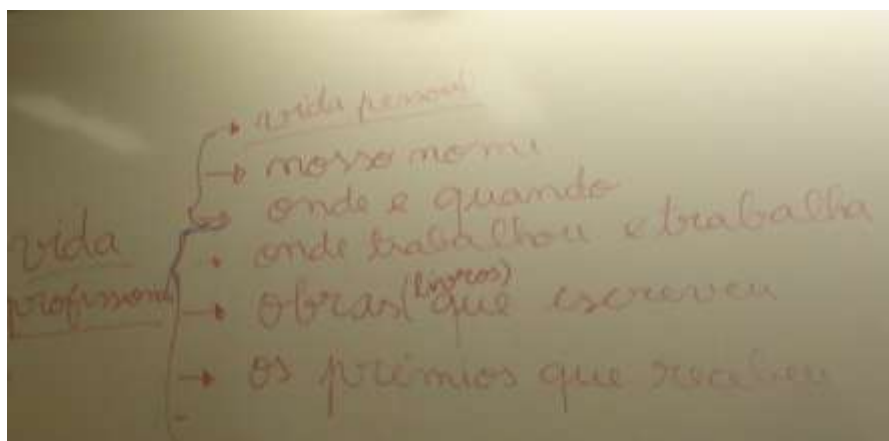 vida pessoal
nosso nome
onde e quando
vida
profissional
onde trabalhou e trabalha
obras (livros) que escreveu
os prémios que recebeu